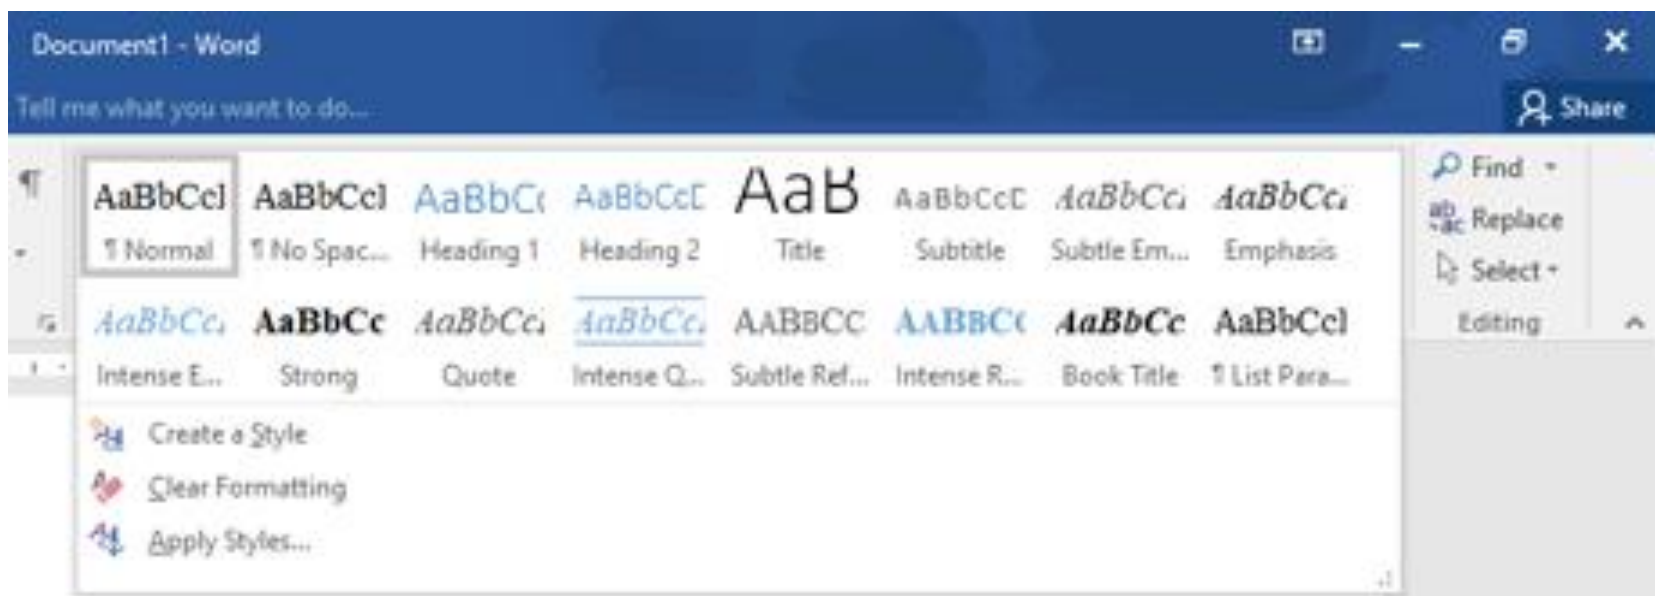 Document1 - Word
Tell me what you want to do...
Share
¶
AaBbCcI AaBbCcI AaBbC( AaBbCcD AaB AaBbCcD AaBbCc. AaBbCc.
¶ Normal ¶ No Spac... Heading 1 Heading 2 Title Subtitle Subtle Em... Emphasis
AaBbCc. AaBbCc AaBbCc. AaBbCc. AABBCC AABBC( AaBbCc AaBbCcI
Intense E... Strong Quote Intense Q... Subtle Ref... Intense R... Book Title ¶ List Para...
Create a Style
Clear Formatting
Apply Styles...
Find
ab ac Replace
Select
Editing